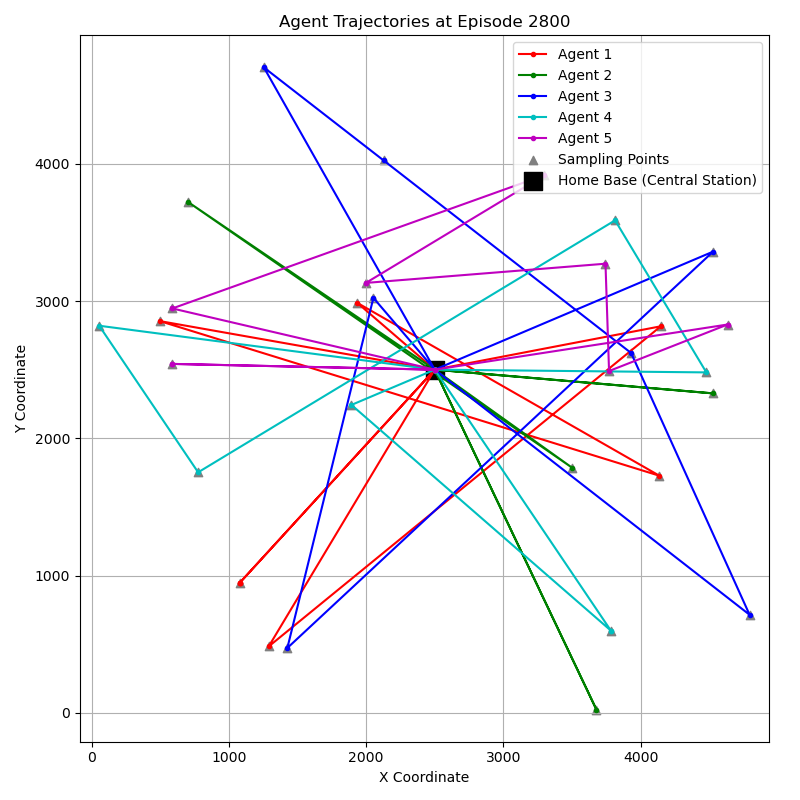 Agent Trajectories at Episode 2800
Agent 1
Agent 2
Agent 3
Agent 4
Agent 5
Sampling Points
Home Base (Central Station)
Y Coordinate
4000
3000
2000
1000
0
0 1000 2000 3000 4000
X Coordinate